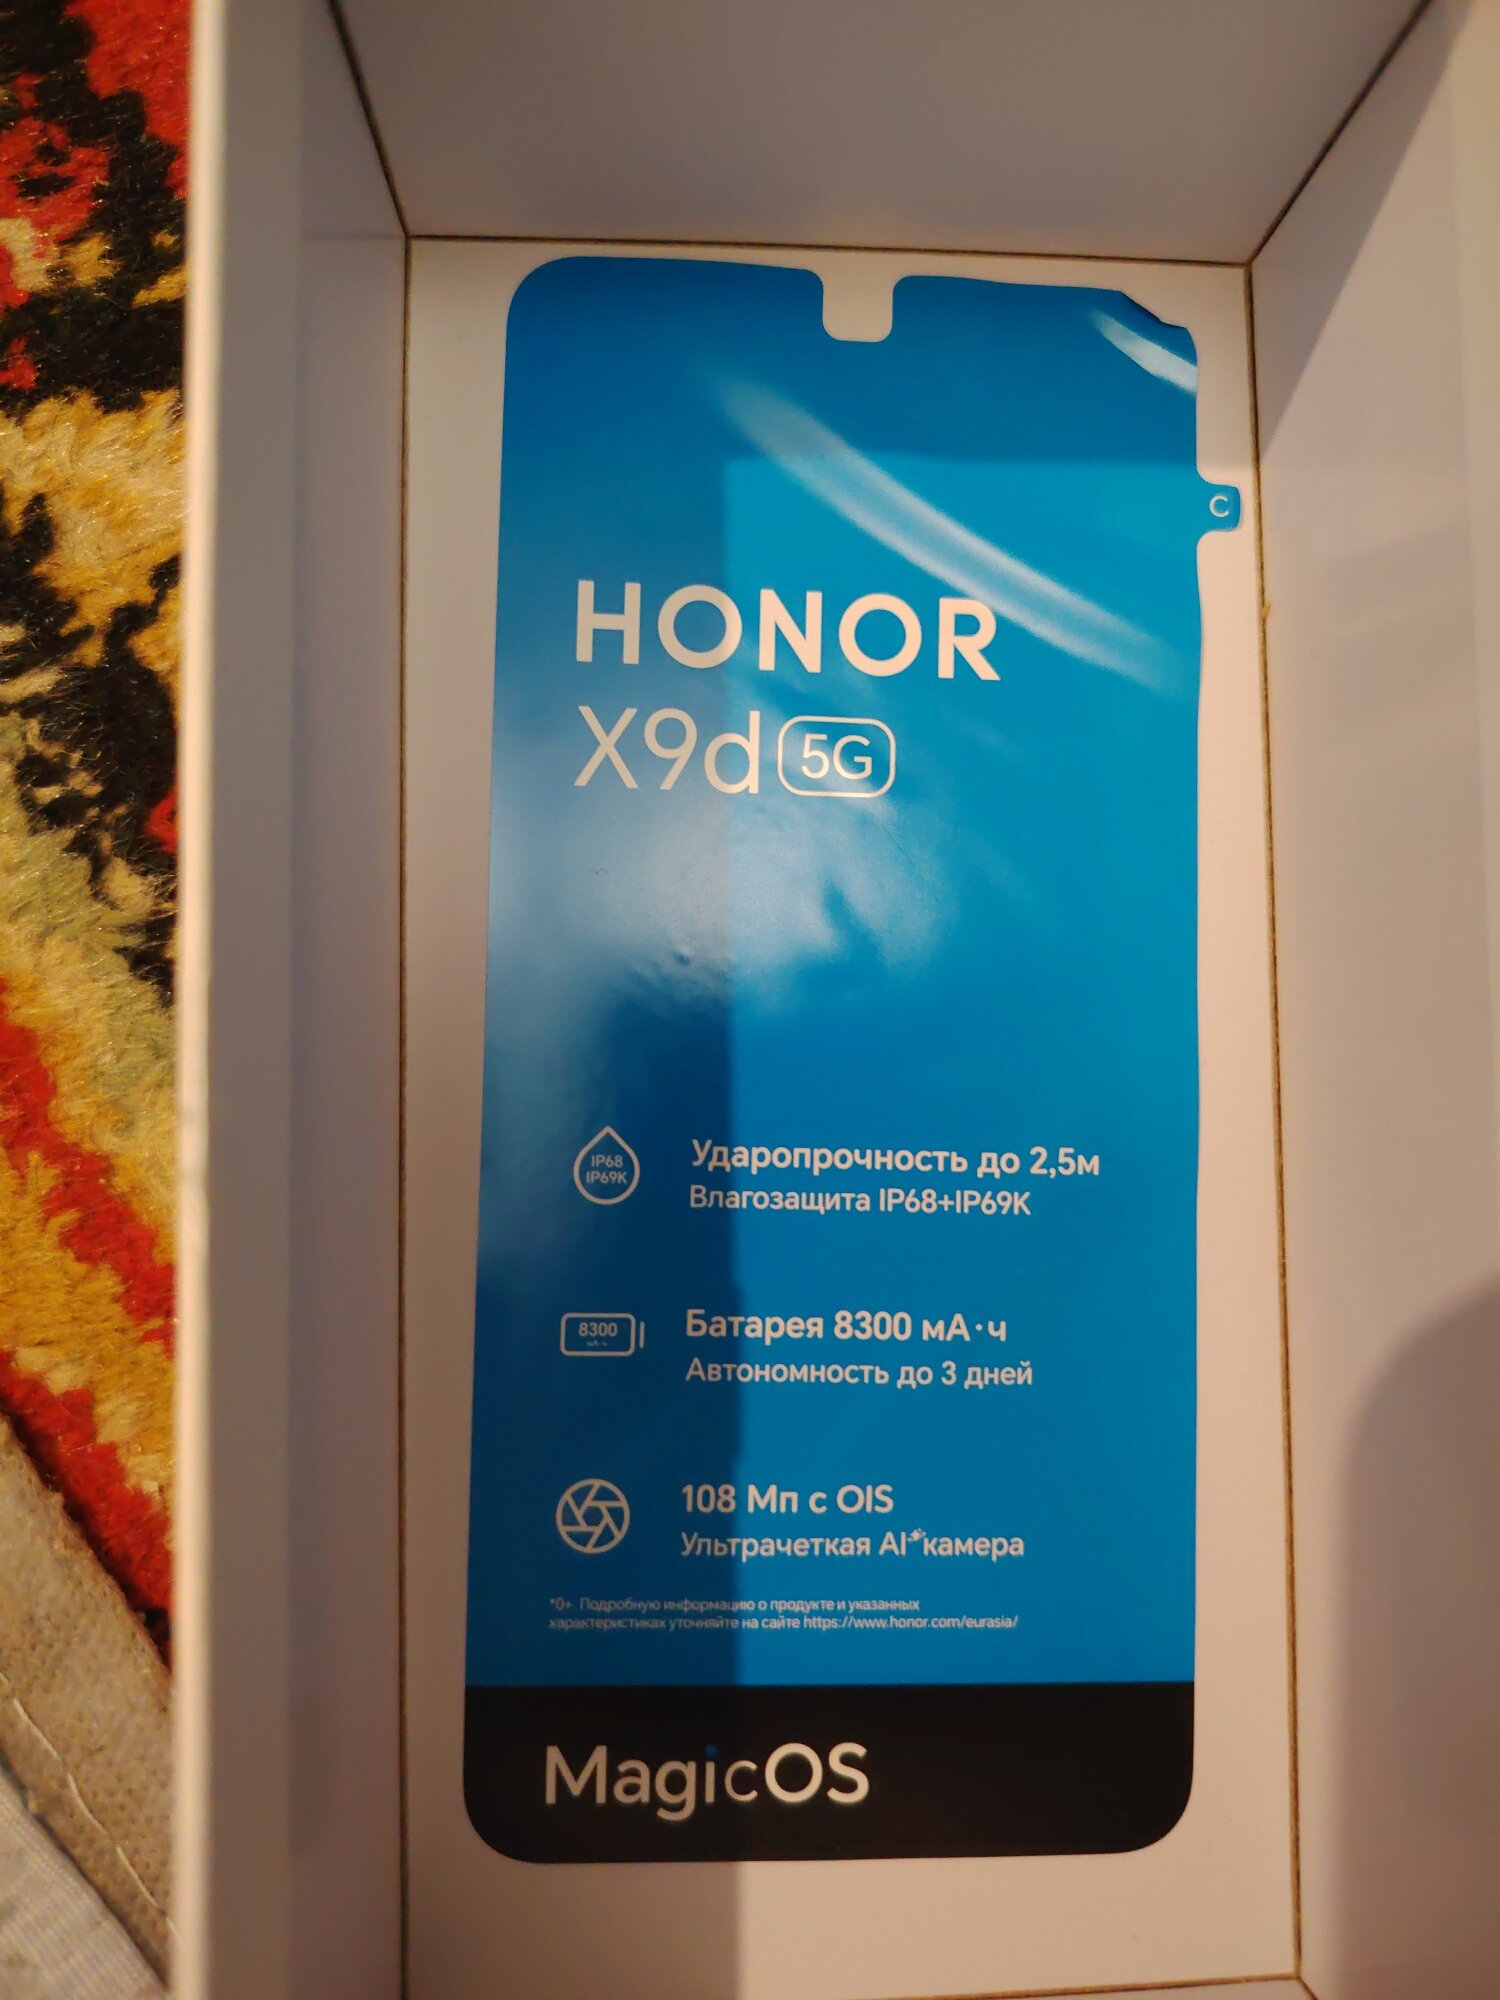 C
HONOR
X9d 5G
IP68
IP69K
Ударопрочность до 2,5м
Влагозащита IP68+IP69K
8300
Батарея 8300 мА·ч
Автономность до 3 дней
108 Мп с OIS
Ультрачеткая AI камера
*0+ Подробную информацию о продукте и указанных
характеристиках уточняйте на сайте https://www.honor.com/eurasia/
MagicOS